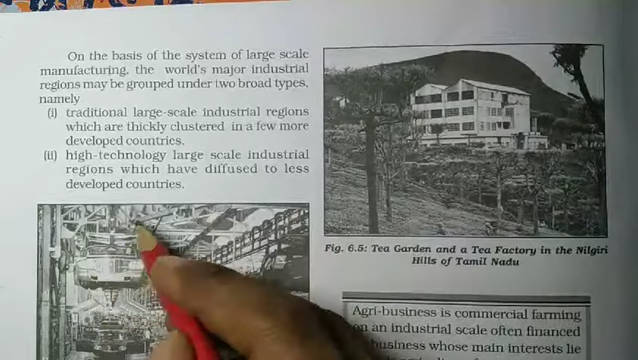 On the basis of the system of large scale
manufacturing, the world's major industrial
regions may be grouped under two broad types,
namely
(i) traditional large-scale industrial regions
which are thickly clustered in a few more
developed countries.
(ii) high-technology large scale industrial
regions which have diffused to less
developed countries.
Fig. 6.5: Tea Garden and a Tea Factory in the Nilgiri
Hills of Tamil Nadu
Agri-business is commercial farming
on an industrial scale often financed
business whose main interests lie